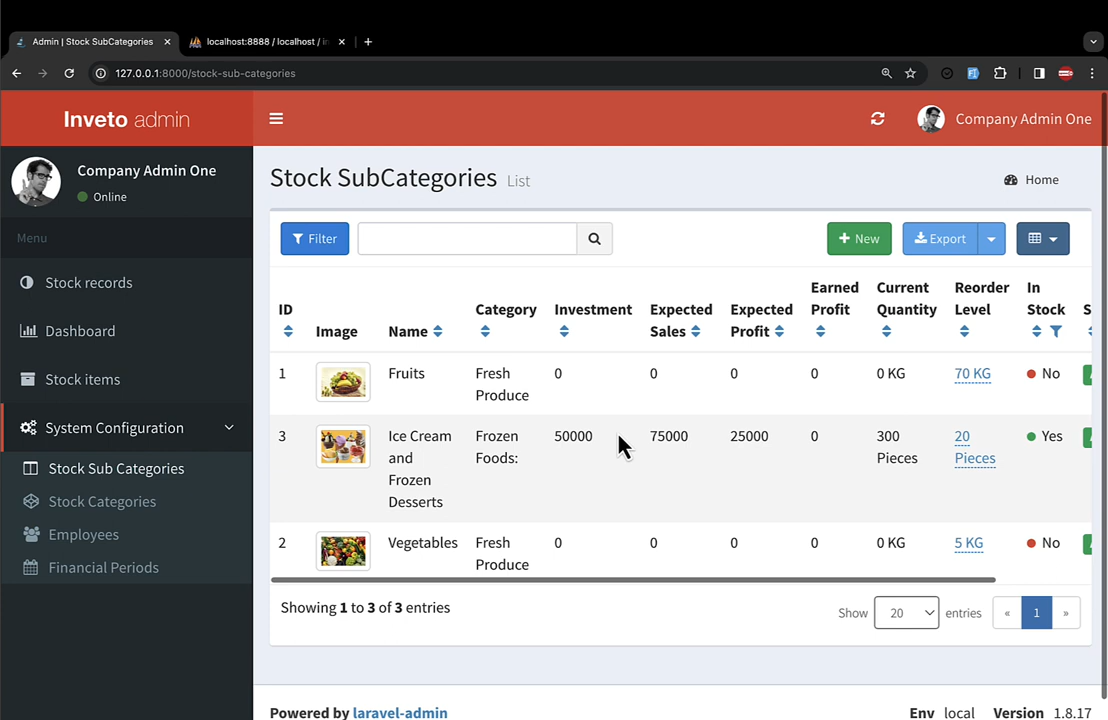 Admin | Stock SubCategories
localhost:8888 / localhost / in
127.0.0.1:8000/stock-sub-categories
Inveto admin
Company Admin One
Company Admin One
Online
Menu
Stock records
Dashboard
Stock items
System Configuration
Stock Sub Categories
Stock Categories
Employees
Financial Periods
Stock SubCategories List
Home
Filter
New
Export
ID
Image
Name
Category
Investment
Expected
Sales
Expected
Profit
Earned
Profit
Current
Quantity
Reorder
Level
In
Stock
S
1
Fruits
Fresh
Produce
0
0
0
0
0 KG
70 KG
No
3
Ice Cream
and
Frozen
Desserts
Frozen
Foods:
50000
75000
25000
0
300
Pieces
20
Pieces
Yes
2
Vegetables
Fresh
Produce
0
0
0
0
0 KG
5 KG
No
Showing 1 to 3 of 3 entries
Show 20 entries
« 1 »
Powered by laravel-admin
Env local Version 1.8.17